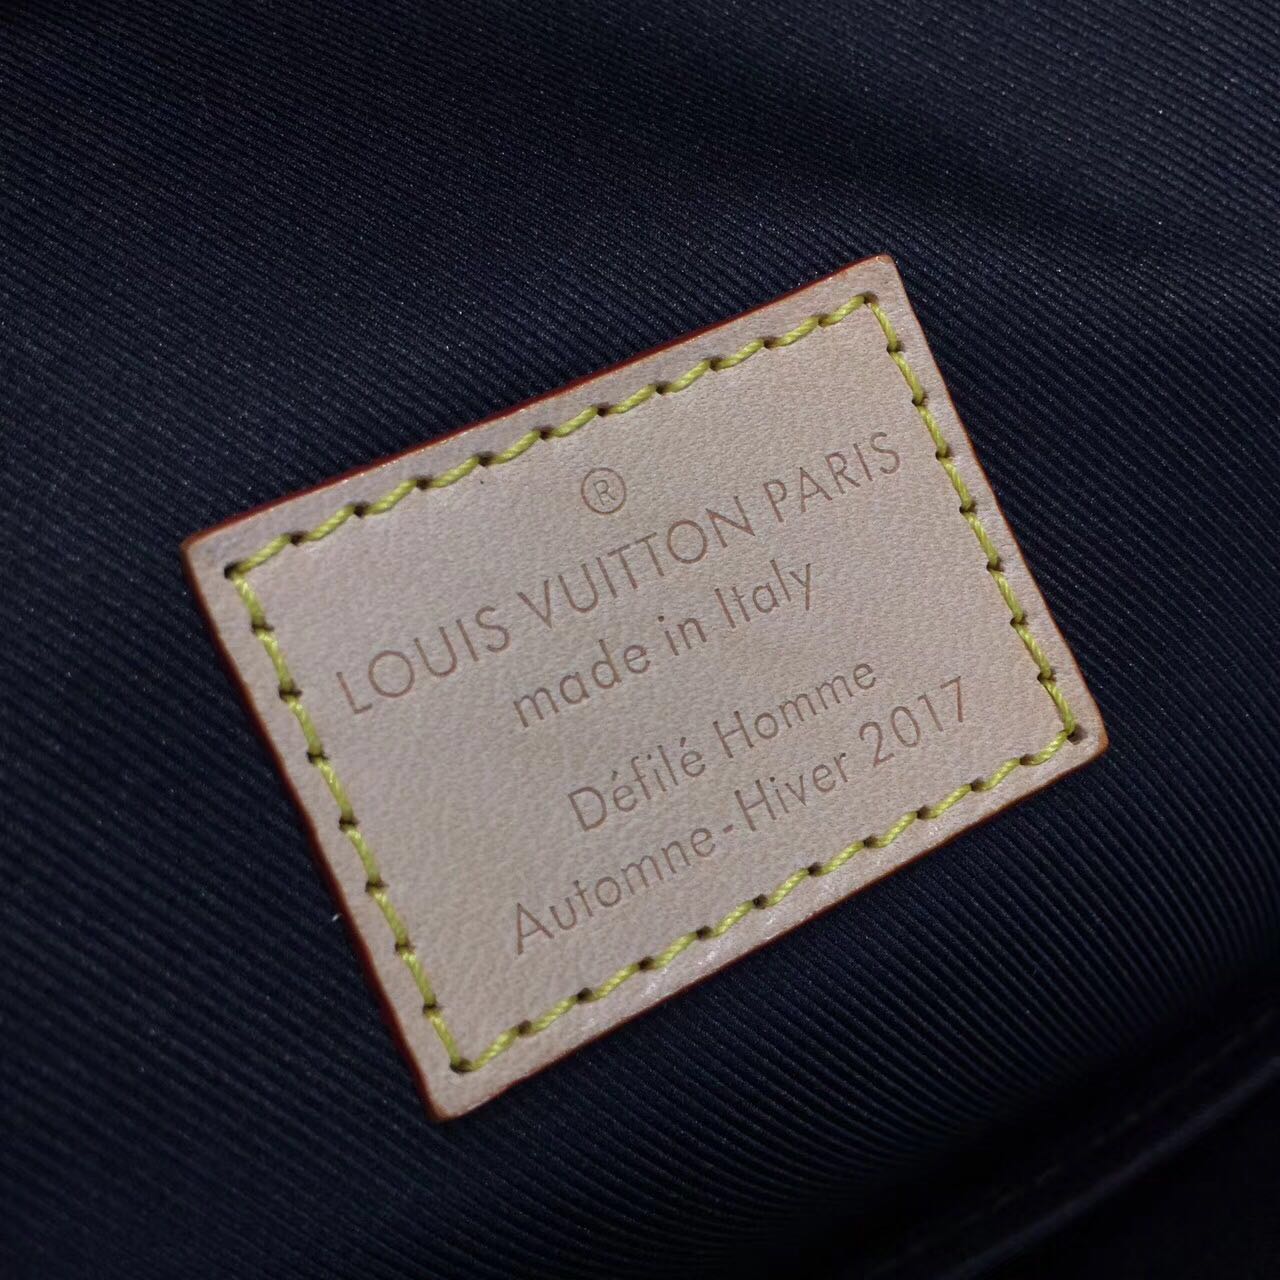 ®
LOUIS VUITTON PARIS
made in Italy
Défilé Homme
Automne-Hiver 2017